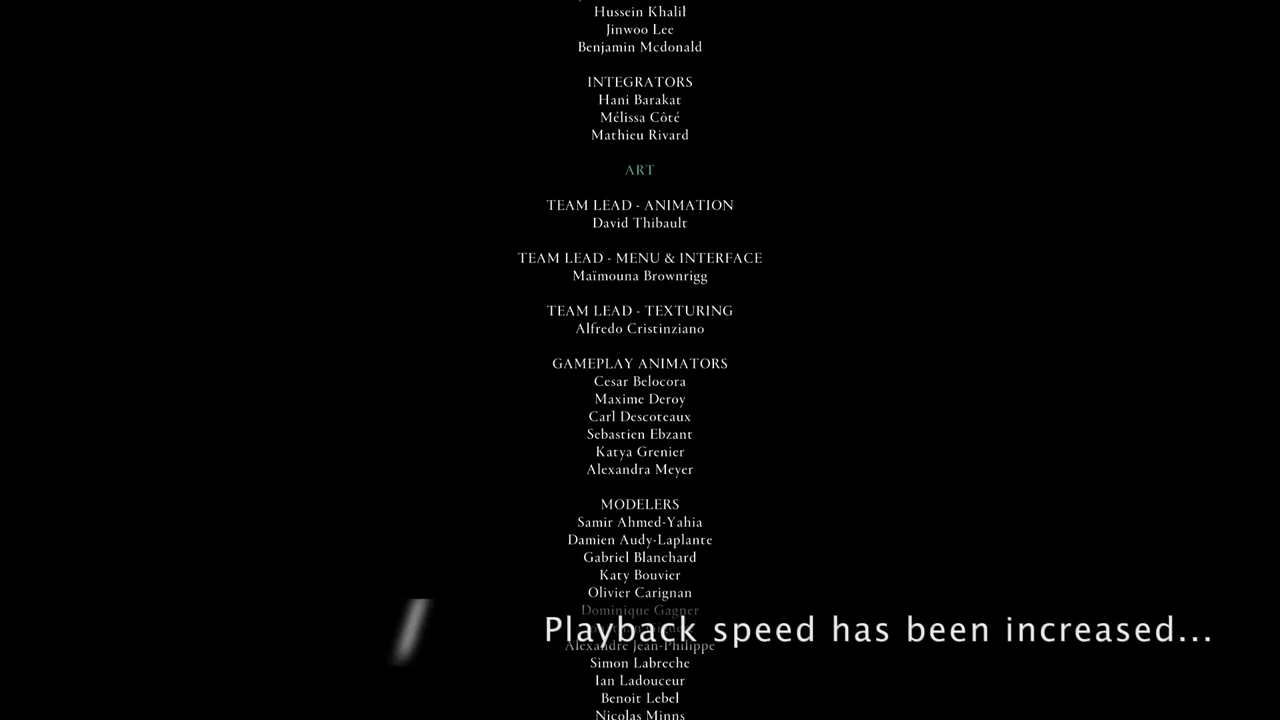 Hussein Khalil
Jinwoo Lee
Benjamin Mcdonald
INTEGRATORS
Hani Barakat
Mélissa Côté
Mathieu Rivard
ART
TEAM LEAD - ANIMATION
David Thibault
TEAM LEAD - MENU & INTERFACE
Maïmouna Brownrigg
TEAM LEAD - TEXTURING
Alfredo Cristinziano
GAMEPLAY ANIMATORS
Cesar Belocora
Maxime Deroy
Carl Descoteaux
Sebastien Ebzant
Katya Grenier
Alexandra Meyer
MODELERS
Samir Ahmed-Yahia
Damien Audy-Laplante
Gabriel Blanchard
Katy Bouvier
Olivier Carignan
Dominique Gagner
Playback speed has been increased...
Alexandre Jean-Philippe
Simon Labreche
Ian Ladouceur
Benoit Lebel
Nicolas Minns